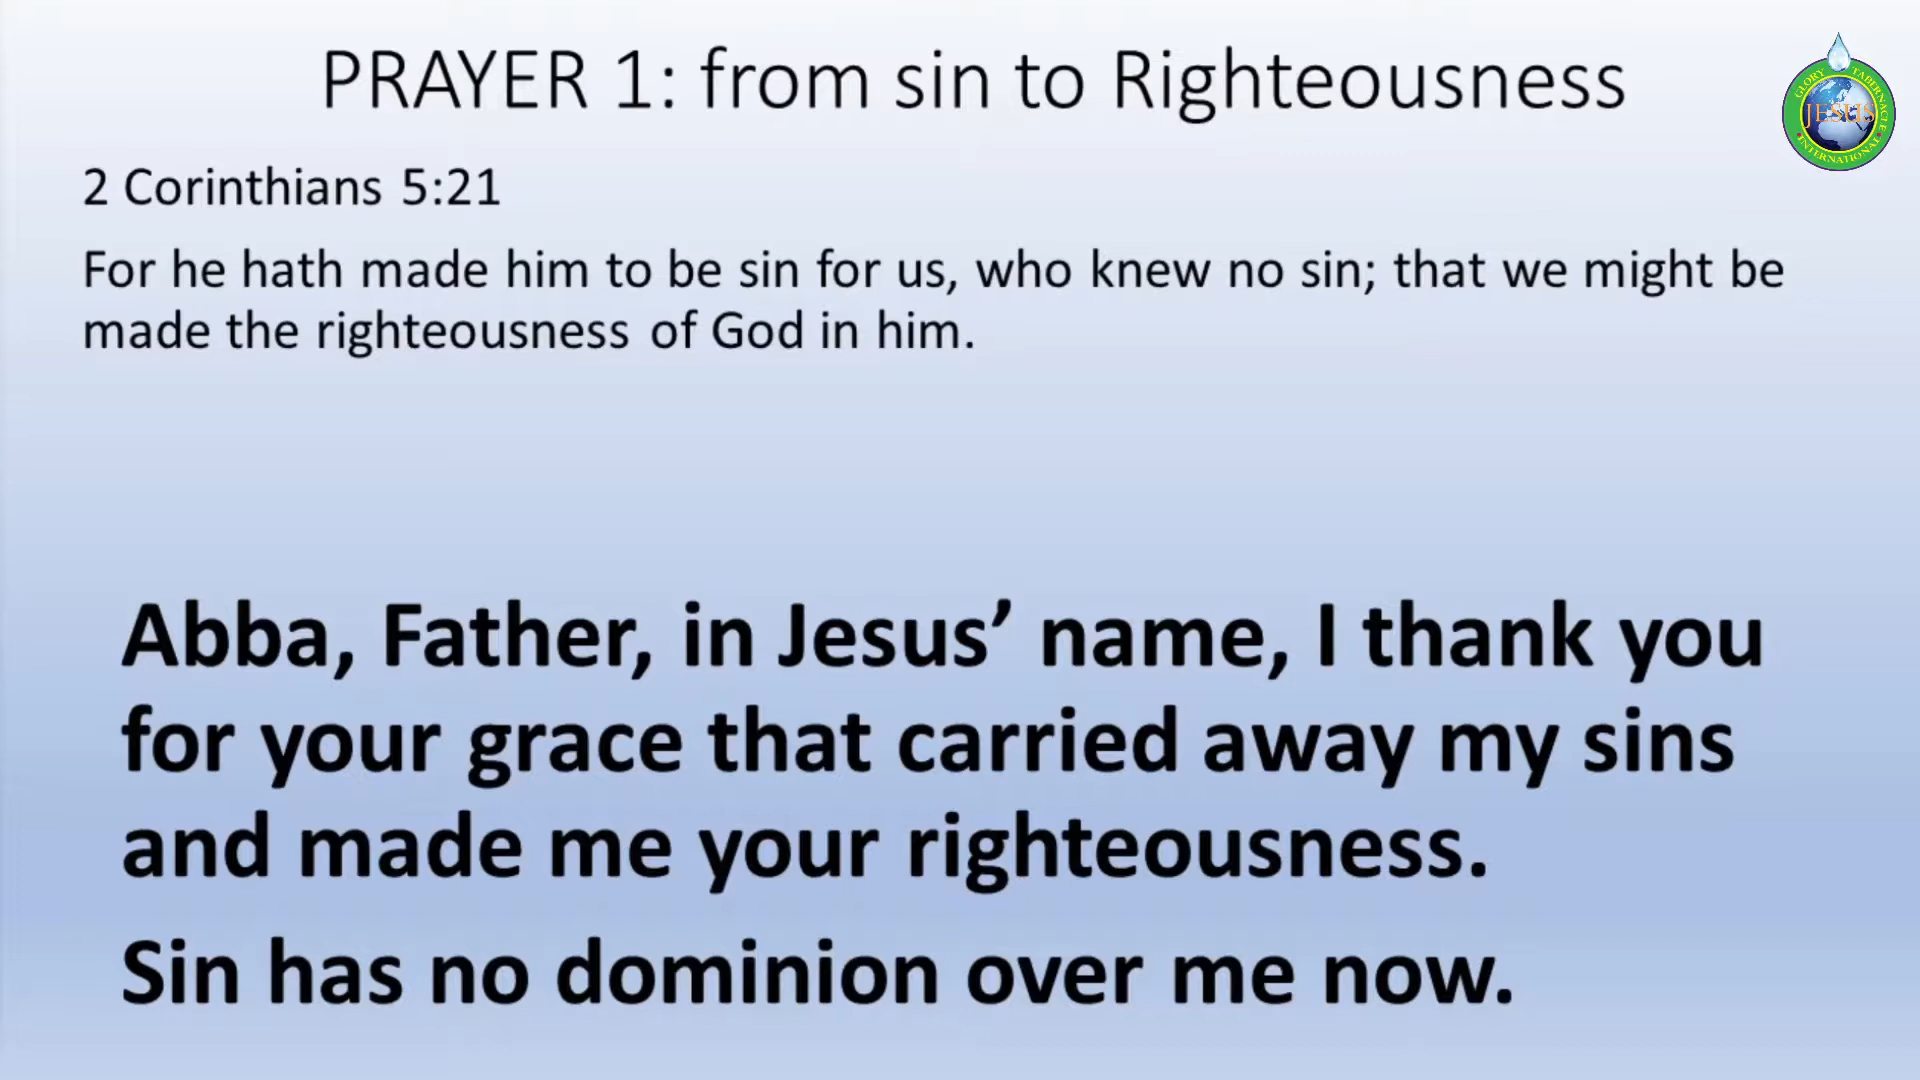 PRAYER 1: from sin to Righteousness
GLORY TABERNACLE
JESUS
INTERNATIONAL
2 Corinthians 5:21
For he hath made him to be sin for us, who knew no sin; that we might be
made the righteousness of God in him.
Abba, Father, in Jesus’ name, I thank you
for your grace that carried away my sins
and made me your righteousness.
Sin has no dominion over me now.